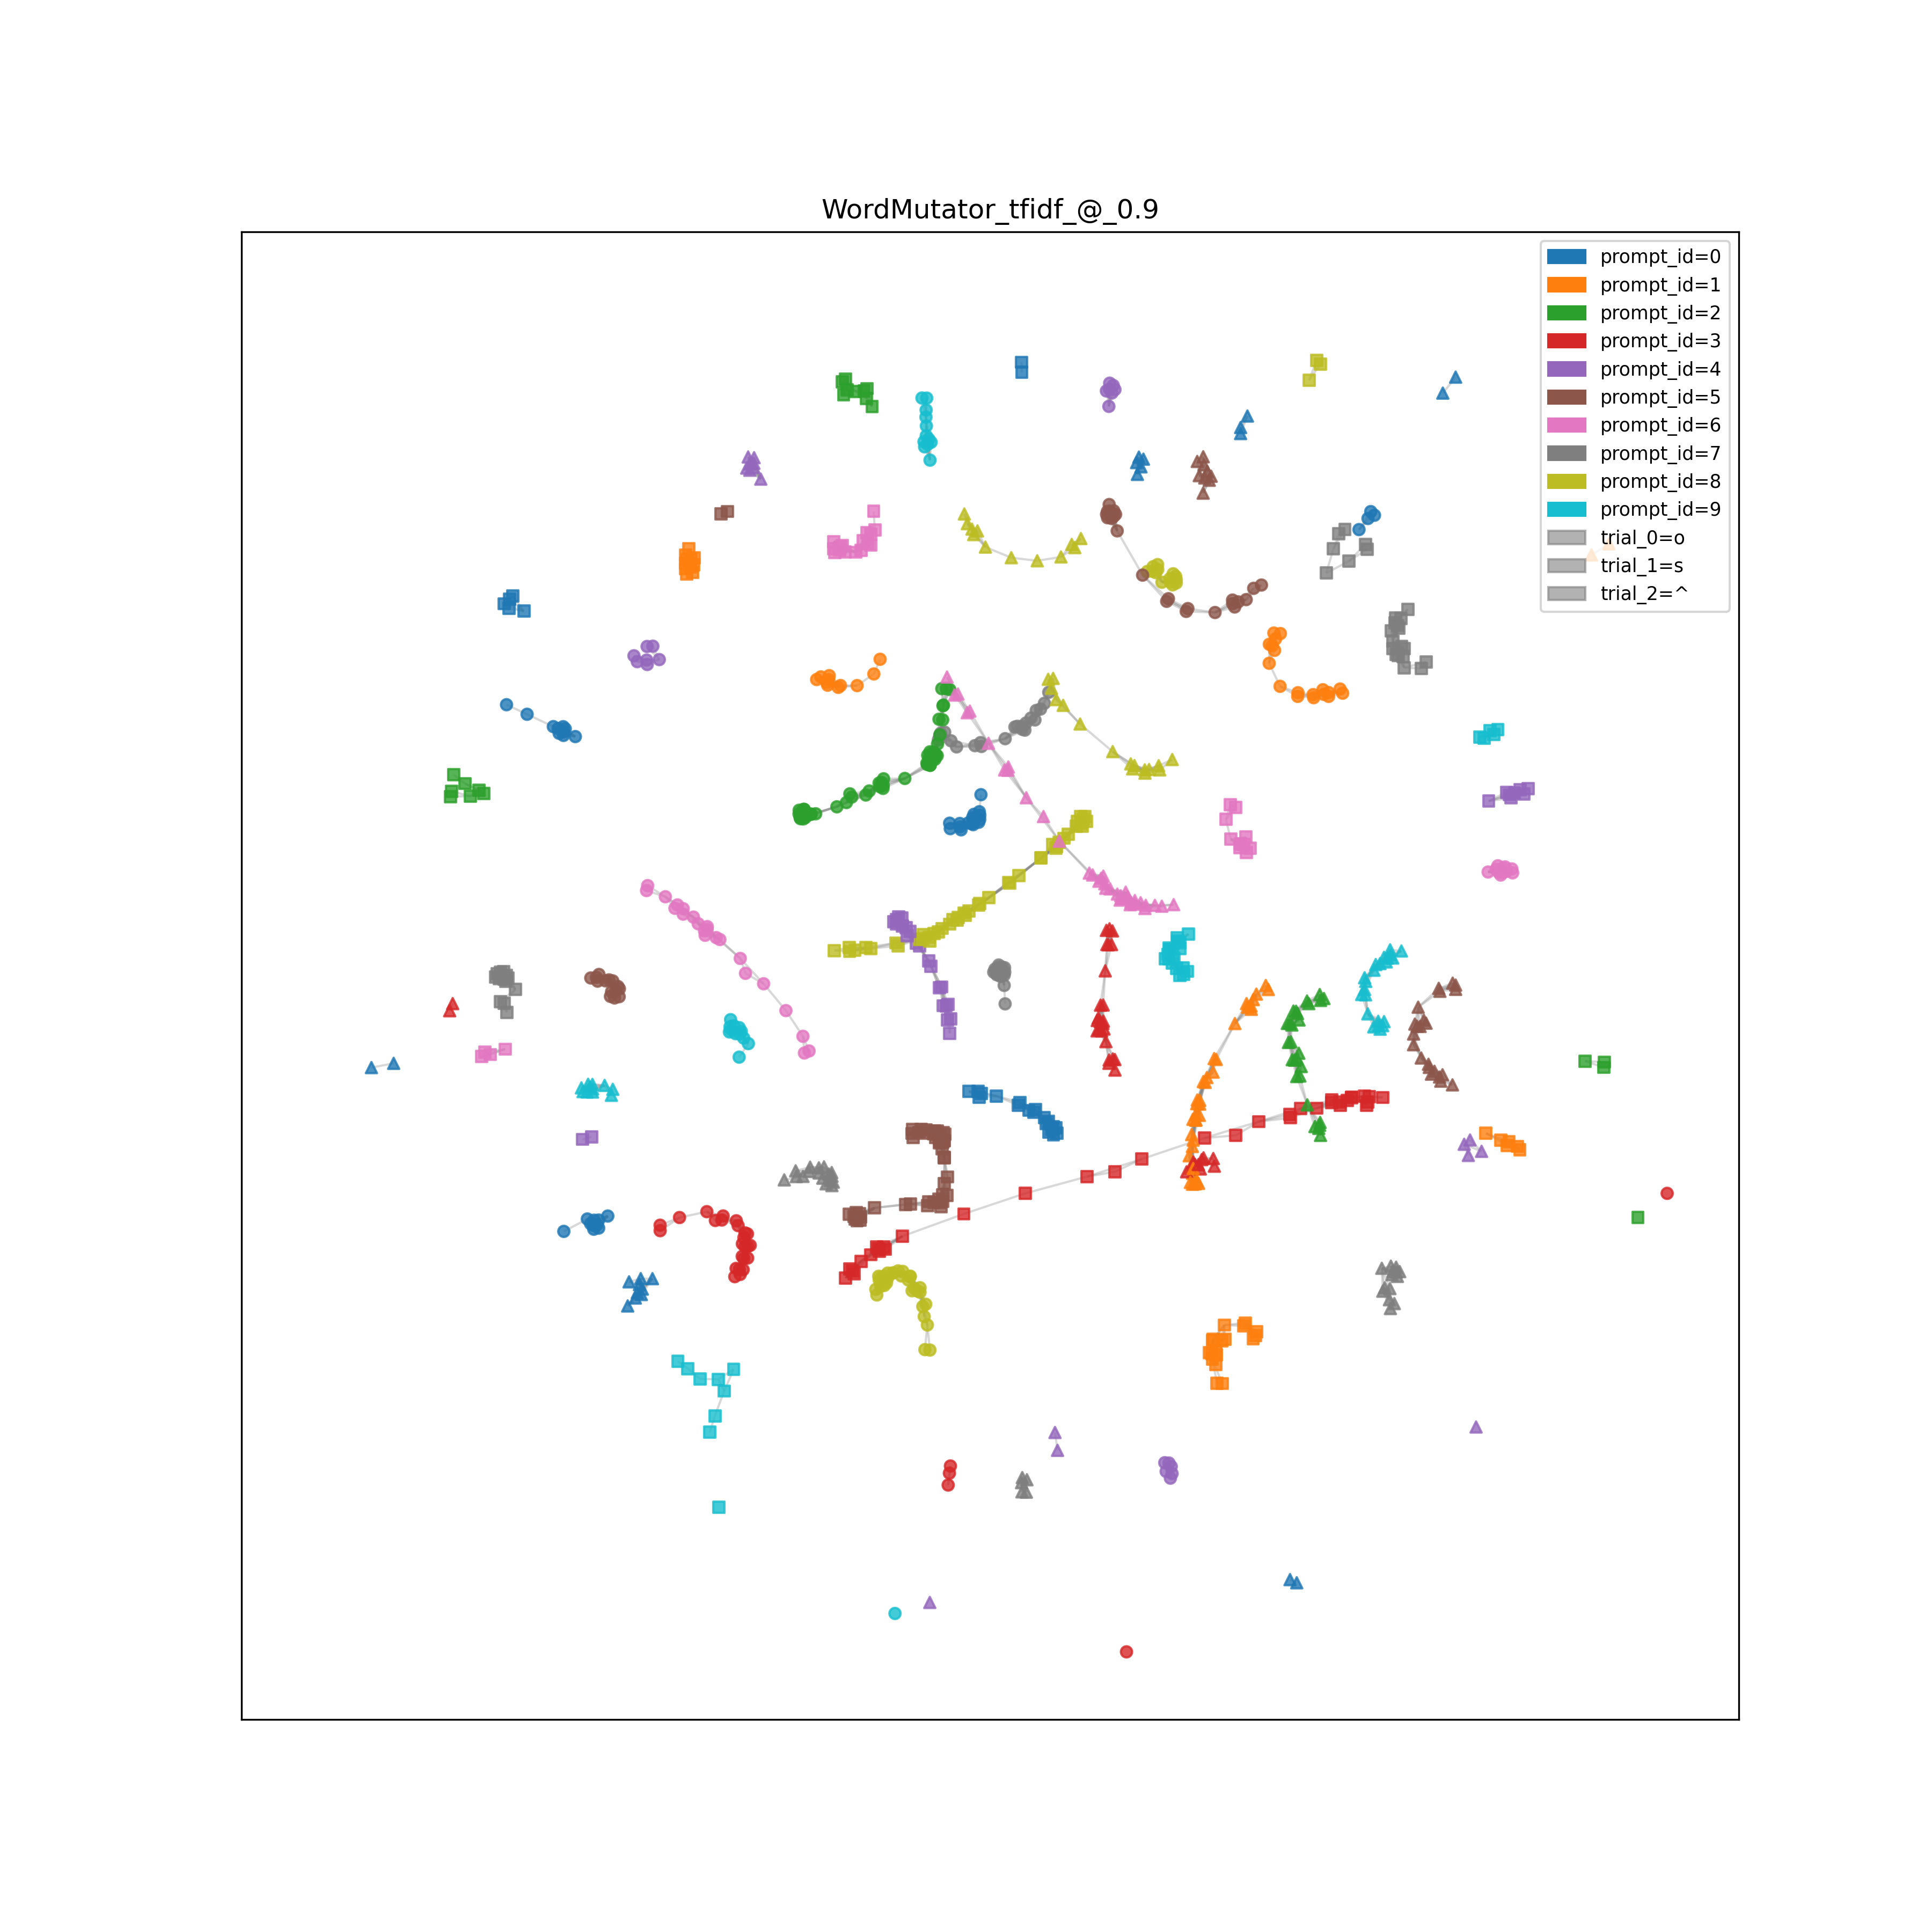 WordMutator_tfidf_@_0.9
prompt_id=0
prompt_id=1
prompt_id=2
prompt_id=3
prompt_id=4
prompt_id=5
prompt_id=6
prompt_id=7
prompt_id=8
prompt_id=9
trial_0=o
trial_1=s
trial_2=^